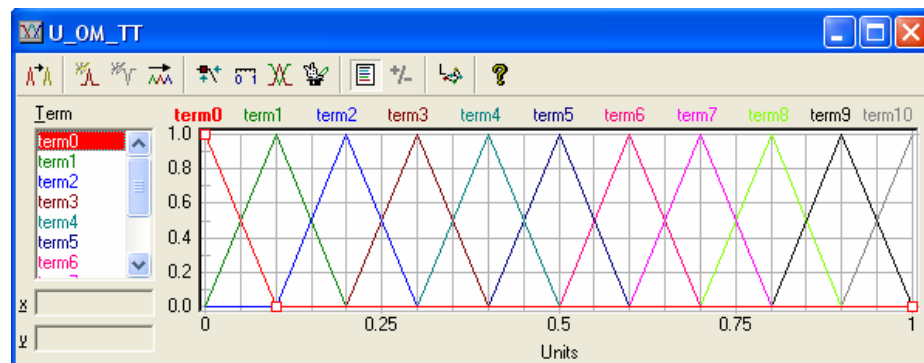 U_OM_TT
Term
term0 term1 term2 term3 term4 term5 term6 term7 term8 term9 term10
term0
term1
term2
term3
term4
term5
term6
1.0
0.8
0.6
0.4
0.2
0.0
x
y
0 0.25 0.5 0.75 1
Units